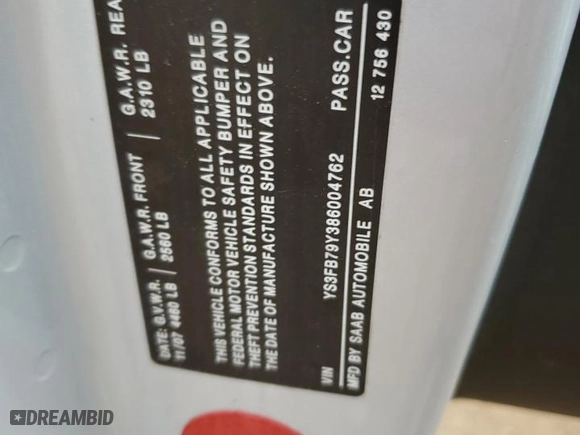 DATE: G.V.W.R. G.A.W.R. FRONT G.A.W.R. REA
11/07 4460 LB 2560 LB 2310 LB
THIS VEHICLE CONFORMS TO ALL APPLICABLE
FEDERAL MOTOR VEHICLE SAFETY BUMPER AND
THEFT PREVENTION STANDARDS IN EFFECT ON
THE DATE OF MANUFACTURE SHOWN ABOVE.
VIN YS3FB79Y386004762 PASS.CAR
MFD BY SAAB AUTOMOBILE AB 12 756 430
DREAMBID